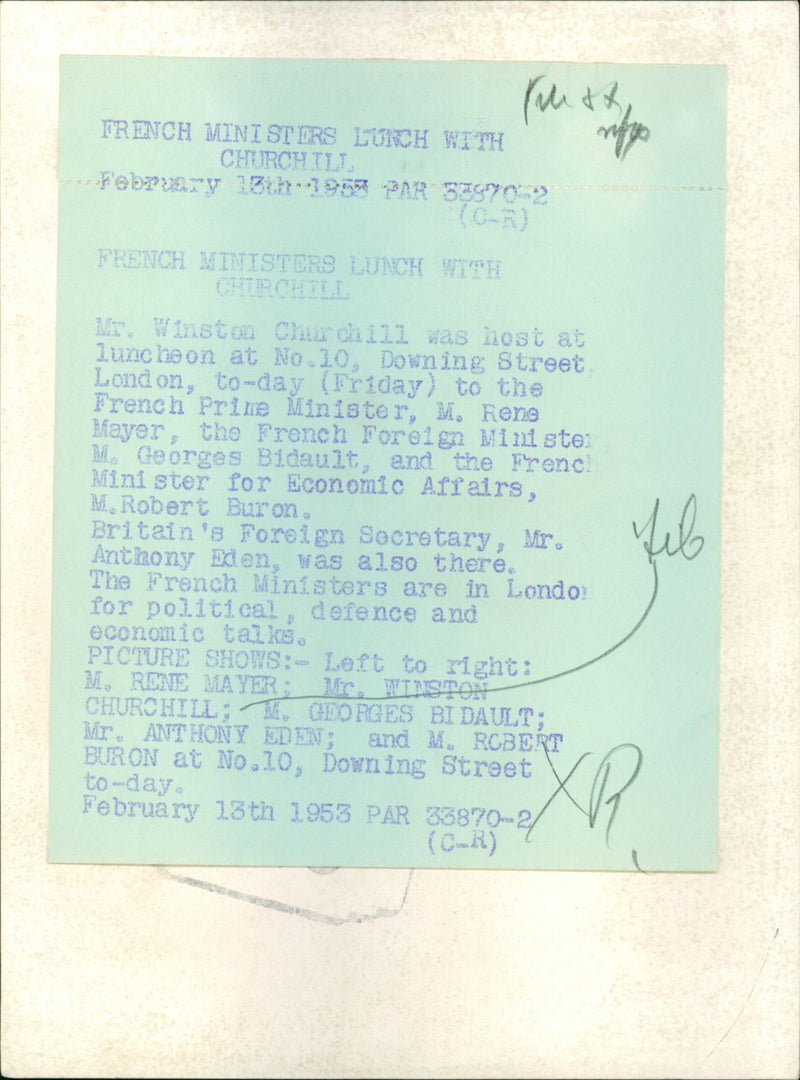 FRENCH MINISTERS LUNCH WITH
CHURCHILL
February 13th 1953 PAR 33870-2
(C-R)
FRENCH MINISTERS LUNCH WITH
CHURCHILL
Mr. Winston Churchill was host at
luncheon at No.10, Downing Street,
London, to-day (Friday) to the
French Prime Minister, M. Rene
Mayer, the French Foreign Minister
M. Georges Bidault, and the French
Minister for Economic Affairs,
M.Robert Buron.
Britain's Foreign Secretary, Mr.
Anthony Eden, was also there.
The French Ministers are in London
for political, defence and
economic talks.
PICTURE SHOWS:- Left to right:
M. RENE MAYER; Mr. WINSTON
CHURCHILL; M. GEORGES BIDAULT;
Mr. ANTHONY EDEN; and M. ROBERT
BURON at No.10, Downing Street
to-day.
February 13th 1953 PAR 33870-2
(C-R)
XR